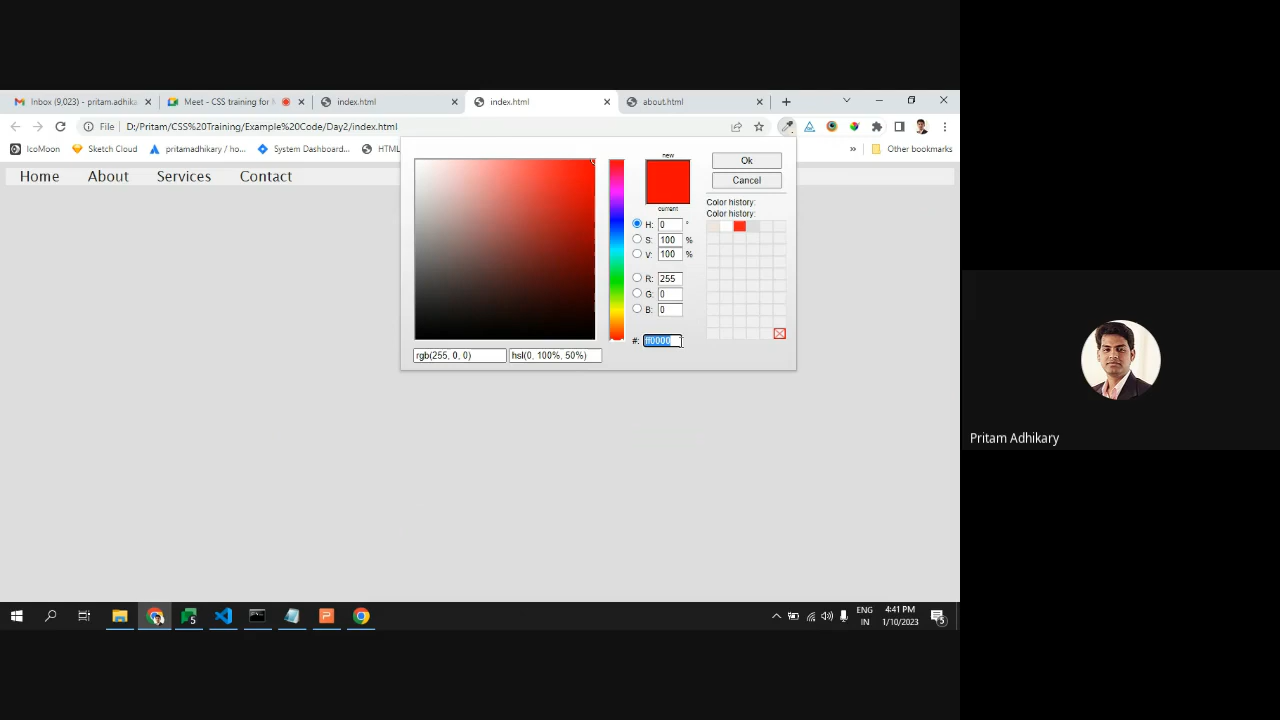 Inbox (9,023) - pritam.adhika
Meet - CSS training for
index.html
index.html
about.html
File
D:/Pritam/CSS%20Training/Example%20Code/Day2/index.html
IcoMoon
Sketch Cloud
pritamadhikary / ho...
System Dashboard...
HTML
»
Other bookmarks
Home
About
Services
Contact
new
current
Ok
Cancel
Color history:
Color history:
H: 0 °
S: 100 %
V: 100 %
R: 255
G: 0
B: 0
#: ff0000
rgb(255, 0, 0)
hsl(0, 100%, 50%)
Pritam Adhikary
5
ENG
IN
4:41 PM
1/10/2023
5